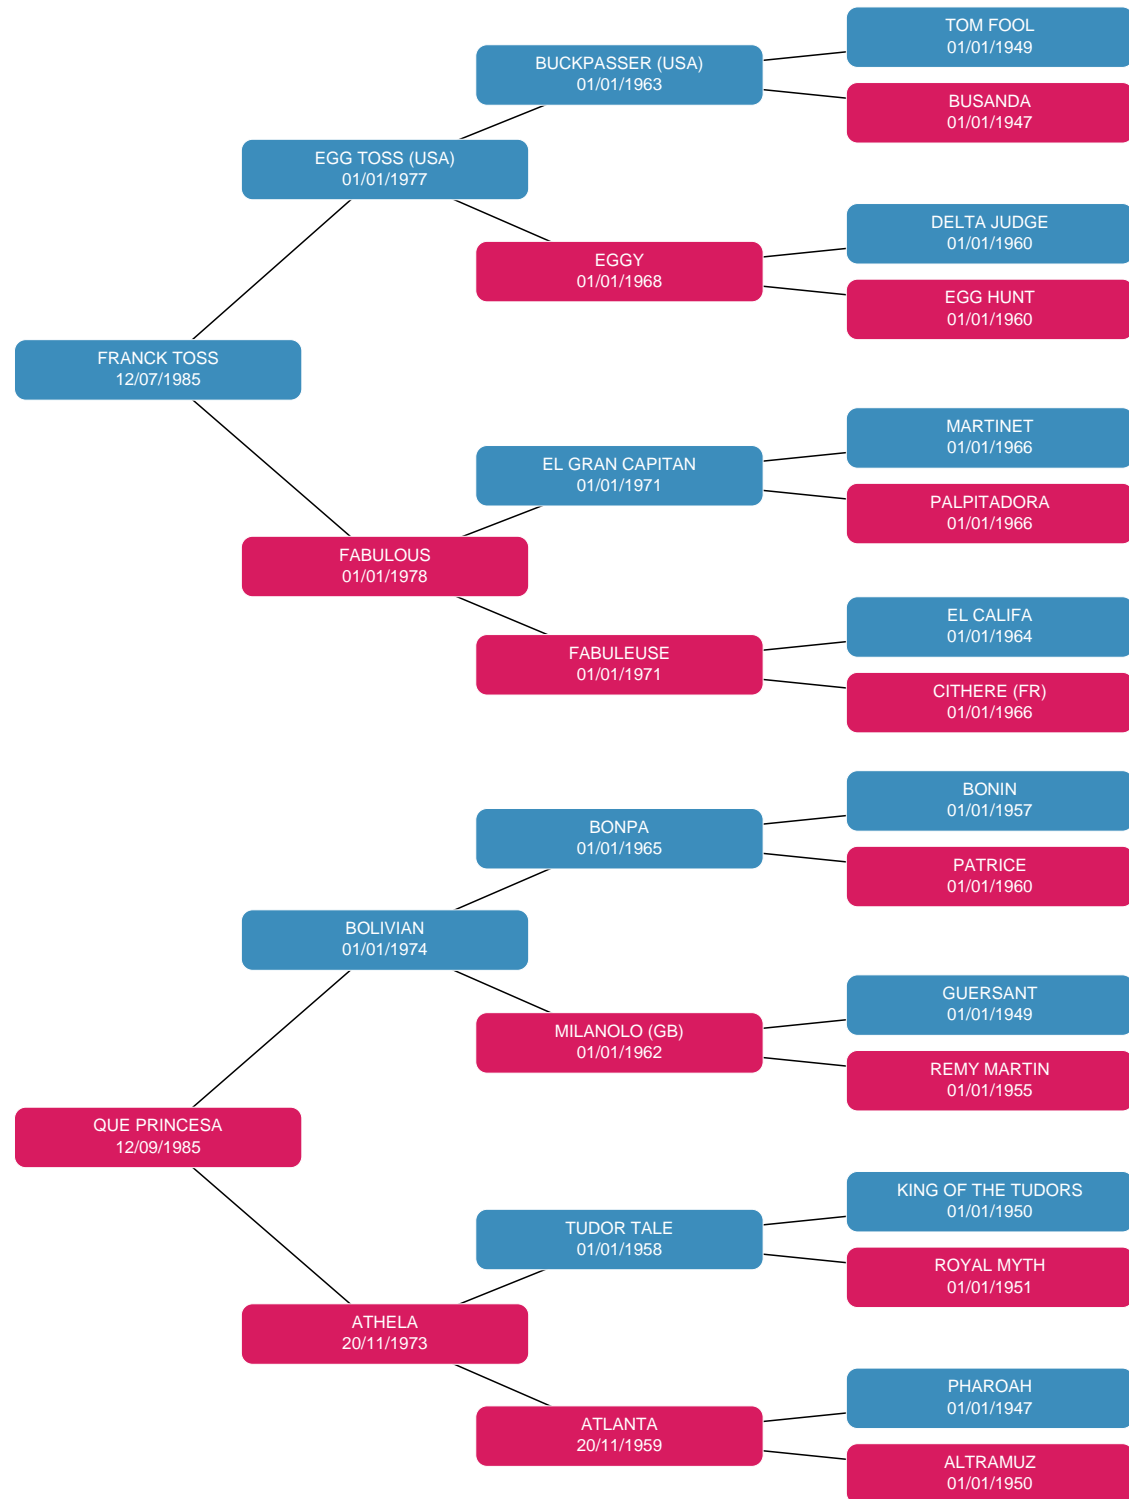 TOM FOOL
01/01/1949
BUCKPASSER (USA)
01/01/1963
BUSANDA
01/01/1947
EGG TOSS (USA)
01/01/1977
DELTA JUDGE
01/01/1960
EGGY
01/01/1968
EGG HUNT
01/01/1960
FRANCK TOSS
12/07/1985
MARTINET
01/01/1966
EL GRAN CAPITAN
01/01/1971
PALPITADORA
01/01/1966
FABULOUS
01/01/1978
EL CALIFA
01/01/1964
FABULEUSE
01/01/1971
CITHERE (FR)
01/01/1966
BONIN
01/01/1957
BONPA
01/01/1965
PATRICE
01/01/1960
BOLIVIAN
01/01/1974
GUERSANT
01/01/1949
MILANOLO (GB)
01/01/1962
REMY MARTIN
01/01/1955
QUE PRINCESA
12/09/1985
KING OF THE TUDORS
01/01/1950
TUDOR TALE
01/01/1958
ROYAL MYTH
01/01/1951
ATHELA
20/11/1973
PHAROAH
01/01/1947
ATLANTA
20/11/1959
ALTRAMUZ
01/01/1950